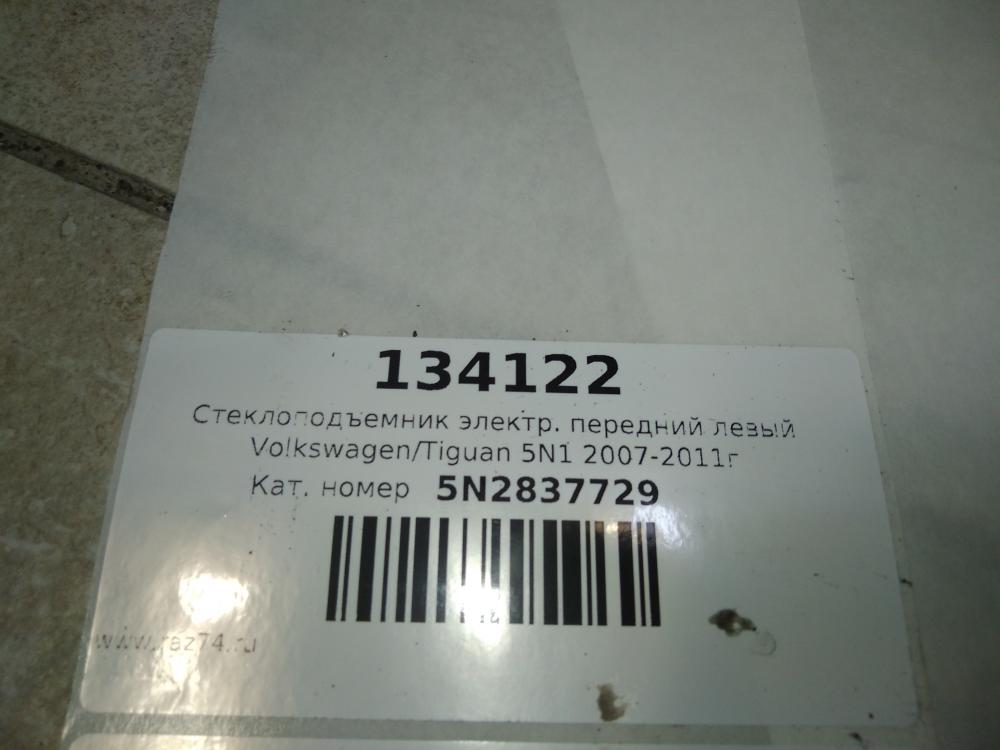 134122
Стеклоподъемник электр. передний левый
Volkswagen/Tiguan 5N1 2007-2011г
Кат. номер 5N2837729
www.raz74.ru